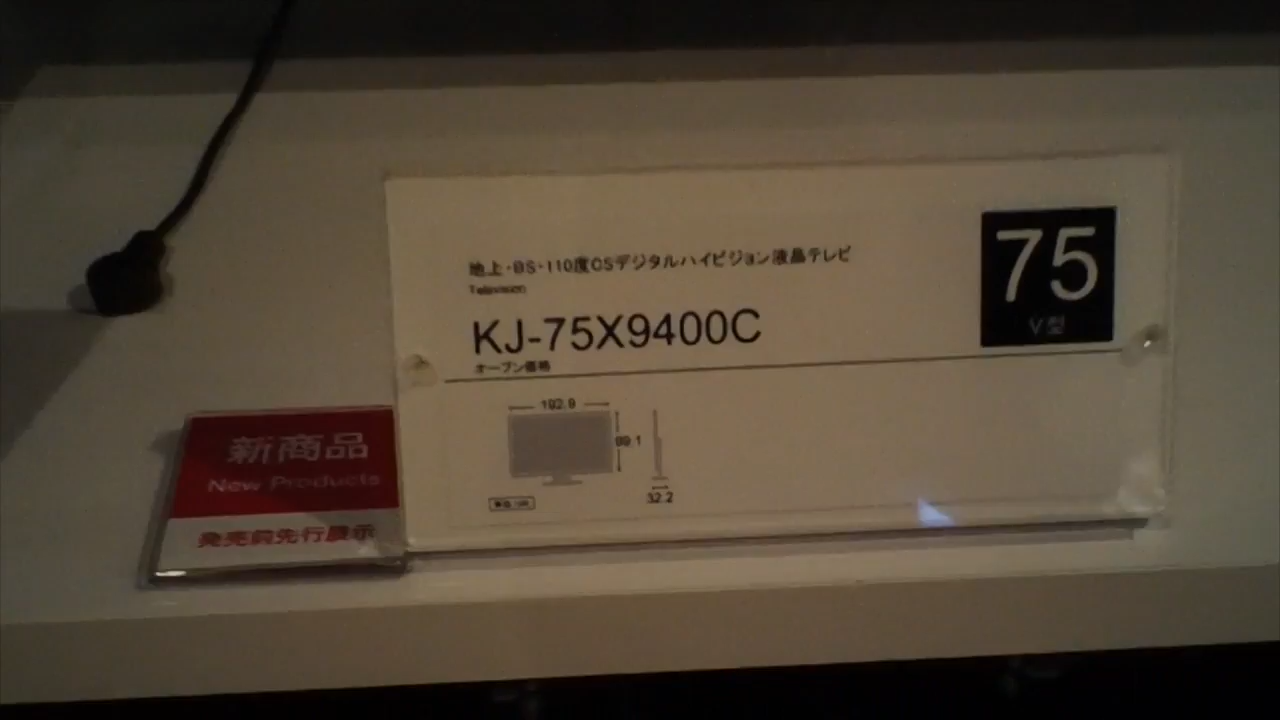 地上・BS・110度CSデジタルハイビジョン液晶テレビ
Television
KJ-75X9400C
オープン価格
75
V型
192.9
99.1
32.2
新商品
New Products
発売前先行展示